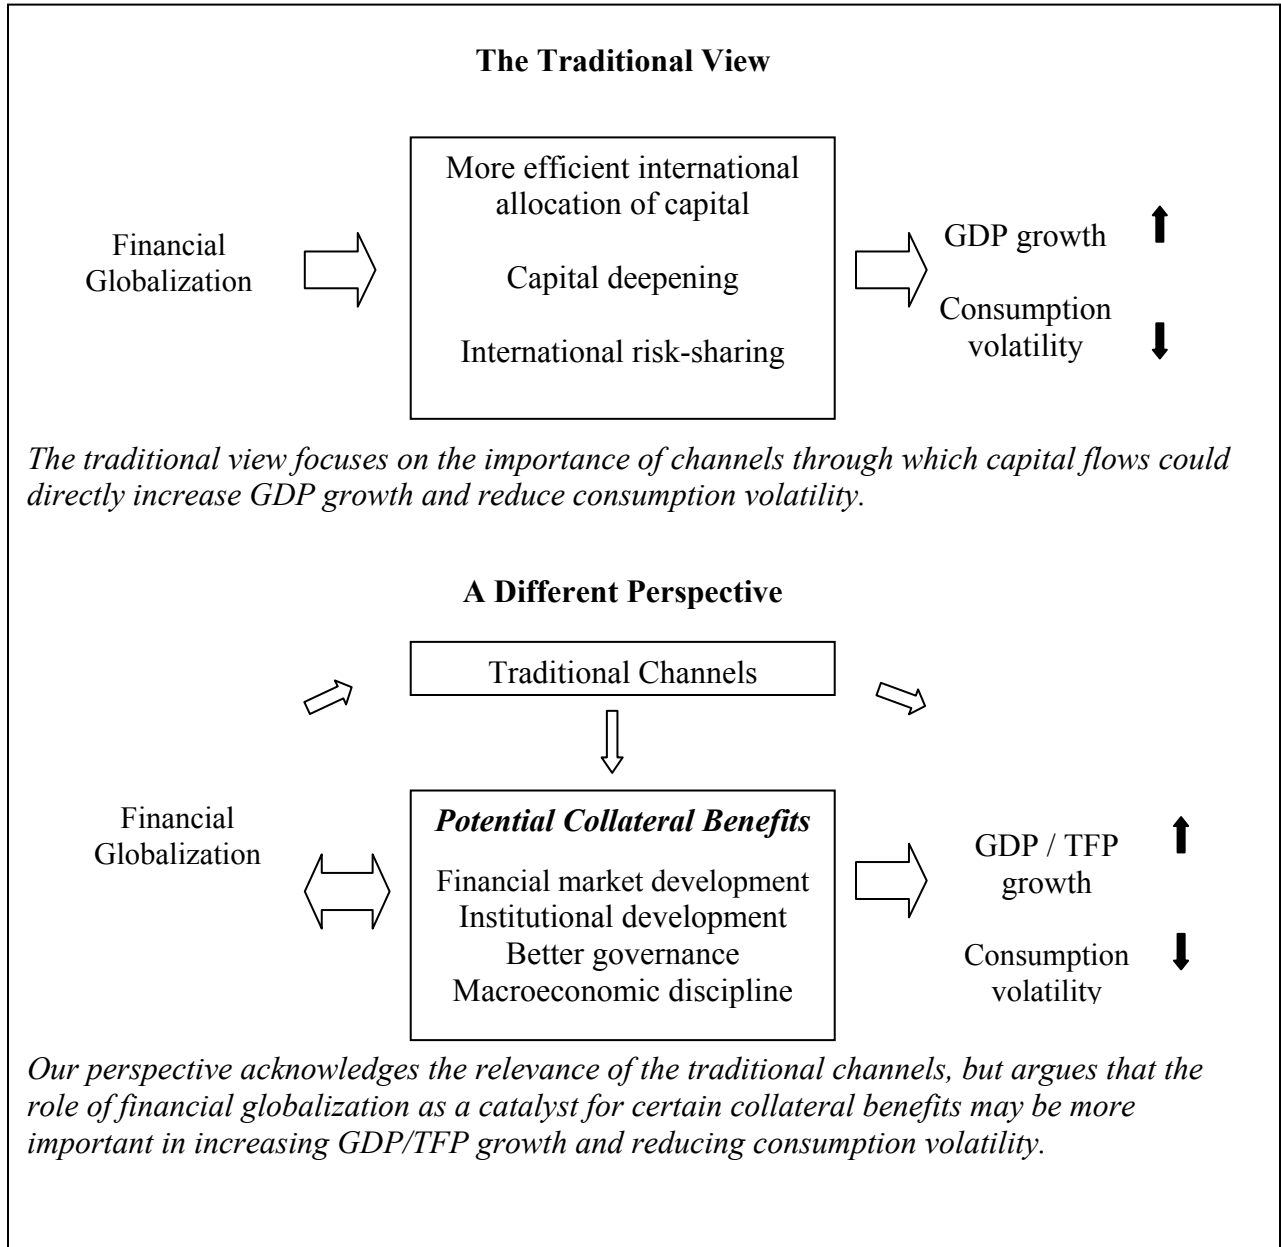 The Traditional View
More efficient international
allocation of capital
Financial
Globalization
Capital deepening
International risk-sharing
GDP growth
Consumption
volatility
The traditional view focuses on the importance of channels through which capital flows could
directly increase GDP growth and reduce consumption volatility.
A Different Perspective
Traditional Channels
Financial
Globalization
Potential Collateral Benefits
Financial market development
Institutional development
Better governance
Macroeconomic discipline
GDP / TFP
growth
Consumption
volatility
Our perspective acknowledges the relevance of the traditional channels, but argues that the
role of financial globalization as a catalyst for certain collateral benefits may be more
important in increasing GDP/TFP growth and reducing consumption volatility.